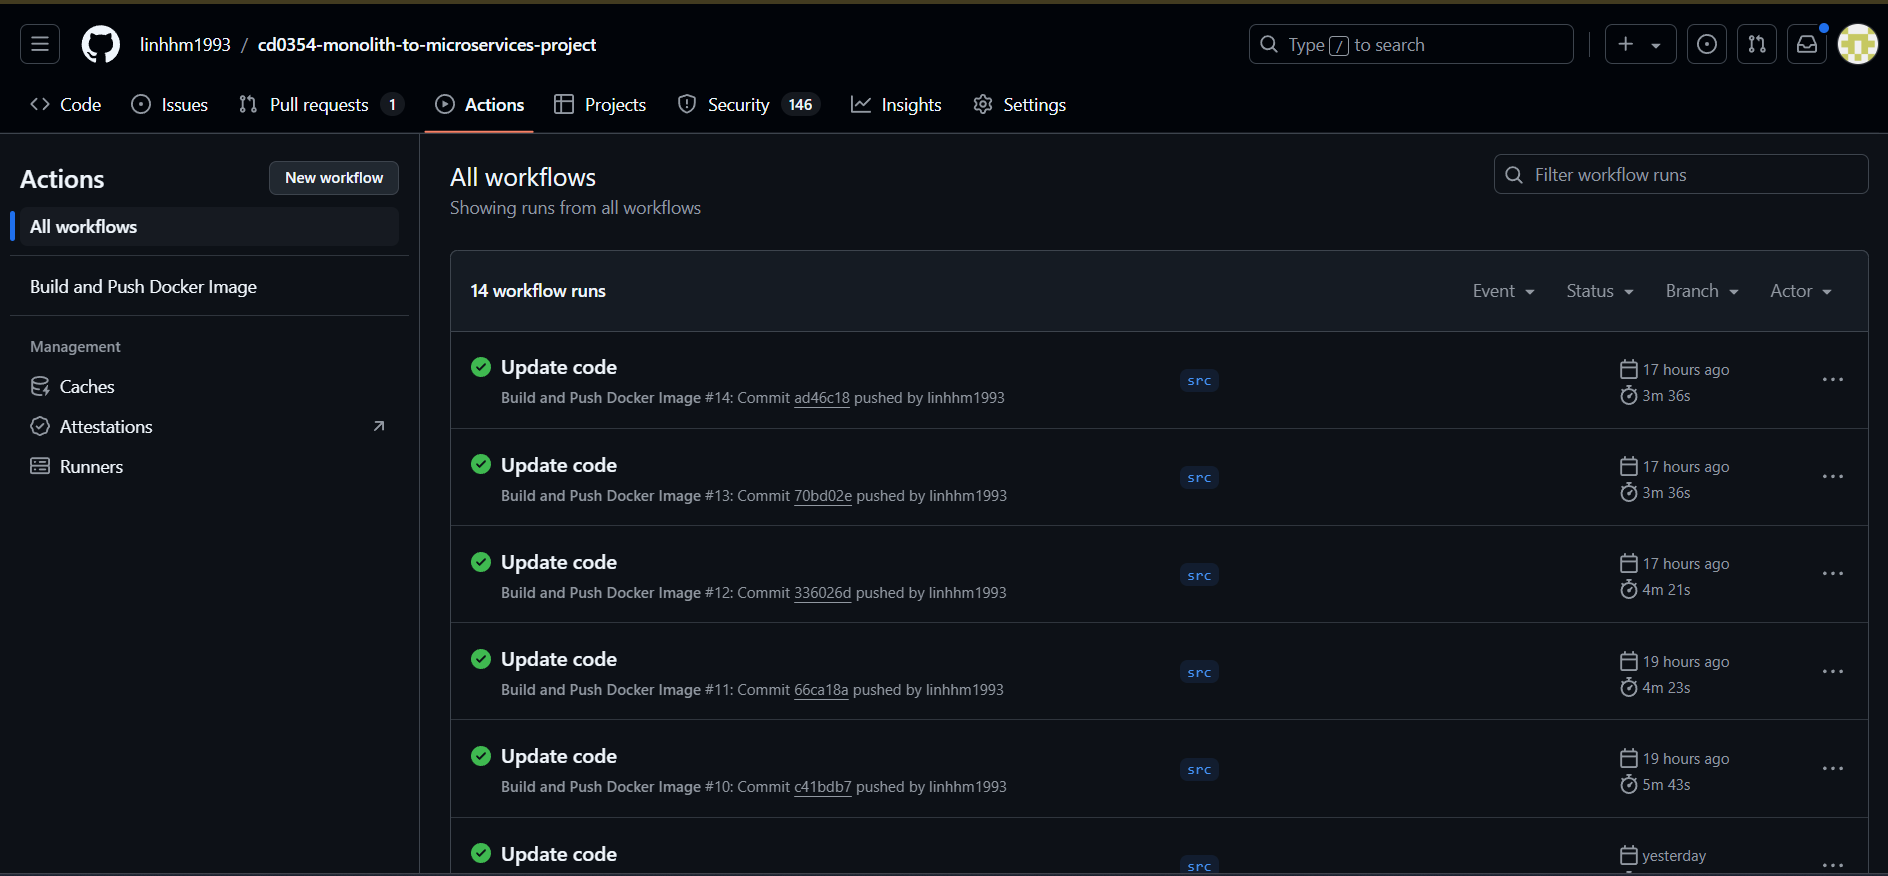 linhhm1993 / cd0354-monolith-to-microservices-project
Type / to search
Code Issues Pull requests 1 Actions Projects Security 146 Insights Settings
Actions
New workflow
All workflows
Build and Push Docker Image
Management
Caches
Attestations
Runners
All workflows
Showing runs from all workflows
Filter workflow runs
14 workflow runs
Event Status Branch Actor
Update code
Build and Push Docker Image #14: Commit ad46c18 pushed by linhhm1993
src
17 hours ago
3m 36s
Update code
Build and Push Docker Image #13: Commit 70bd02e pushed by linhhm1993
src
17 hours ago
3m 36s
Update code
Build and Push Docker Image #12: Commit 336026d pushed by linhhm1993
src
17 hours ago
4m 21s
Update code
Build and Push Docker Image #11: Commit 66ca18a pushed by linhhm1993
src
19 hours ago
4m 23s
Update code
Build and Push Docker Image #10: Commit c41bdb7 pushed by linhhm1993
src
19 hours ago
5m 43s
Update code
src
yesterday